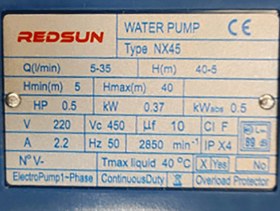 REDSUN
WATER PUMP CE
Type NX45
Q(l/min) 5-35 H(m) 40-5
Hmin(m) 5 Hmax(m) 40
HP 0.5 kW 0.37 kWabs 0.5
V 220 Vc 450 µf 10 Cl F
A 2.2 Hz 50 2850 min⁻¹ IP X4
N° V- Tmax liquid 40 °C X Yes No
ElectroPump1~Phase ContinuousDuty Overload Protector